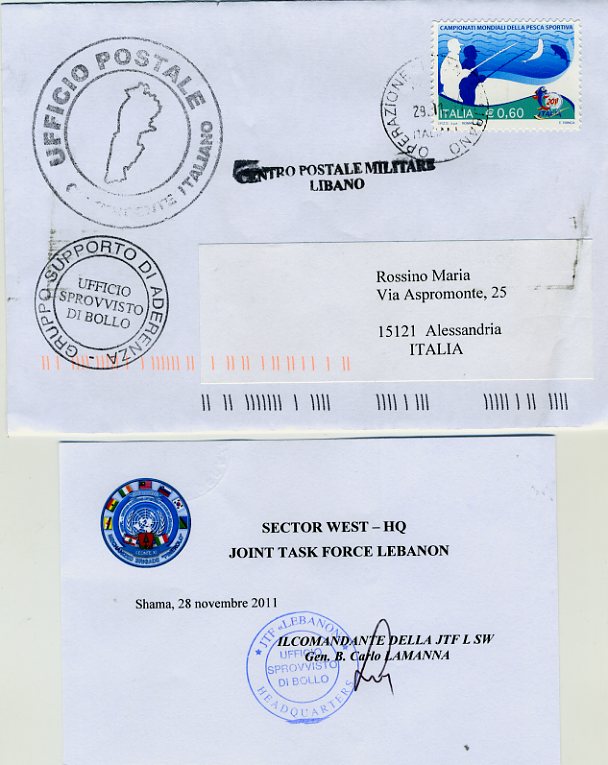 UFFICIO POSTALE
ITALIANO
CAMPIONATI MONDIALI DELLA PESCA SPORTIVA
ITALIA € 0,60
2011
OPERAZIONE
CENTRO POSTALE MILITARE
LIBANO
GRUPPO SUPPORTO DI ADERENZA -
UFFICIO
SPROVVISTO
DI BOLLO
Rossino Maria
Via Aspromonte, 25
15121 Alessandria
ITALIA
SECTOR WEST – HQ
JOINT TASK FORCE LEBANON
Shama, 28 novembre 2011
ILCOMANDANTE DELLA JTF L SW
Gen. B. Carlo LAMANNA
JTF «LEBANON»
UFFICIO
SPROVVISTO
DI BOLLO
HEADQUARTERS